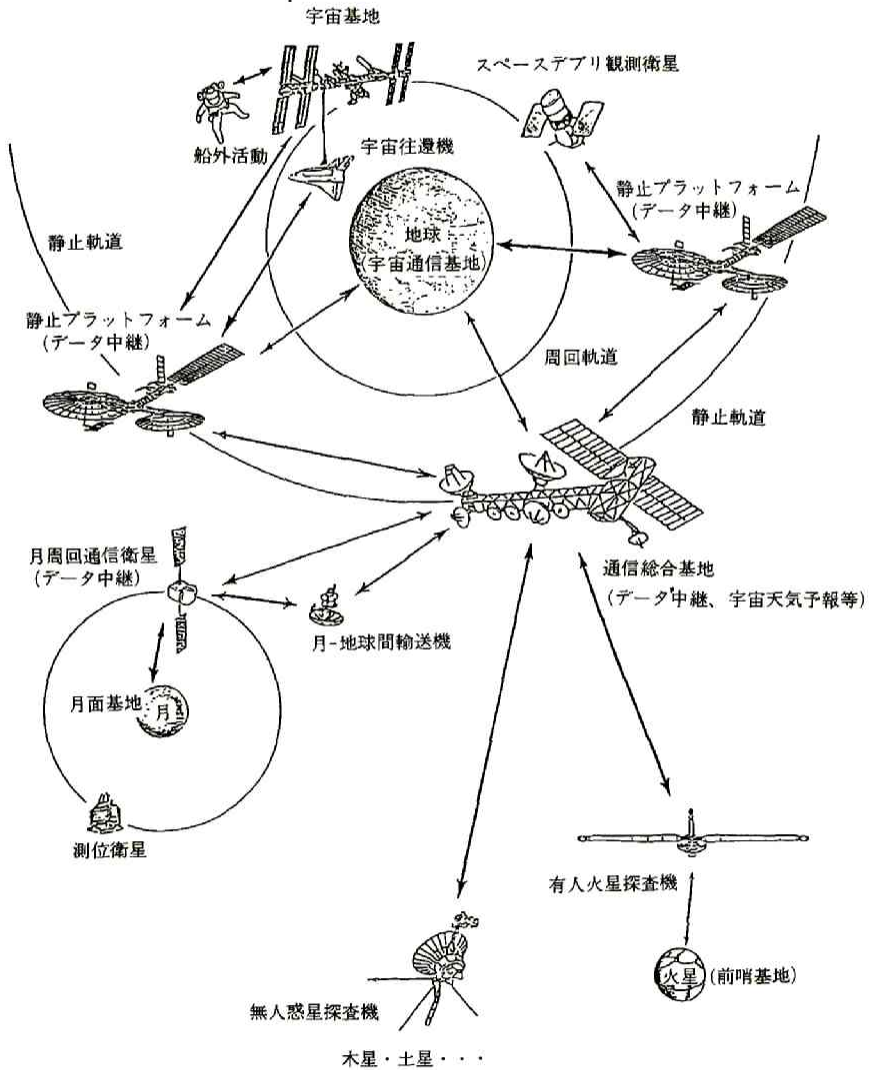 宇宙基地
スペースデブリ観測衛星
船外活動
宇宙往還機
静止プラットフォーム
(データ中継)
地球
(宇宙通信基地)
静止軌道
静止プラットフォーム
(データ中継)
周回軌道
静止軌道
月周回通信衛星
(データ中継)
通信総合基地
(データ中継、宇宙天気予報等)
月-地球間輸送機
月面基地
月
測位衛星
有人火星探査機
火星 (前哨基地)
無人惑星探査機
木星・土星・・・